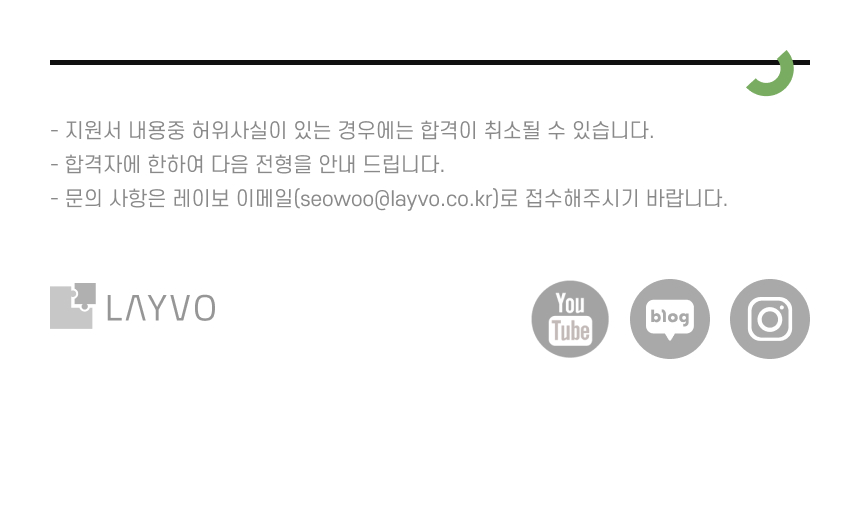 - 지원서 내용중 허위사실이 있는 경우에는 합격이 취소될 수 있습니다.
- 합격자에 한하여 다음 전형을 안내 드립니다.
- 문의 사항은 레이보 이메일(seowoo@layvo.co.kr)로 접수해주시기 바랍니다.
LAYVO
You
Tube
blog